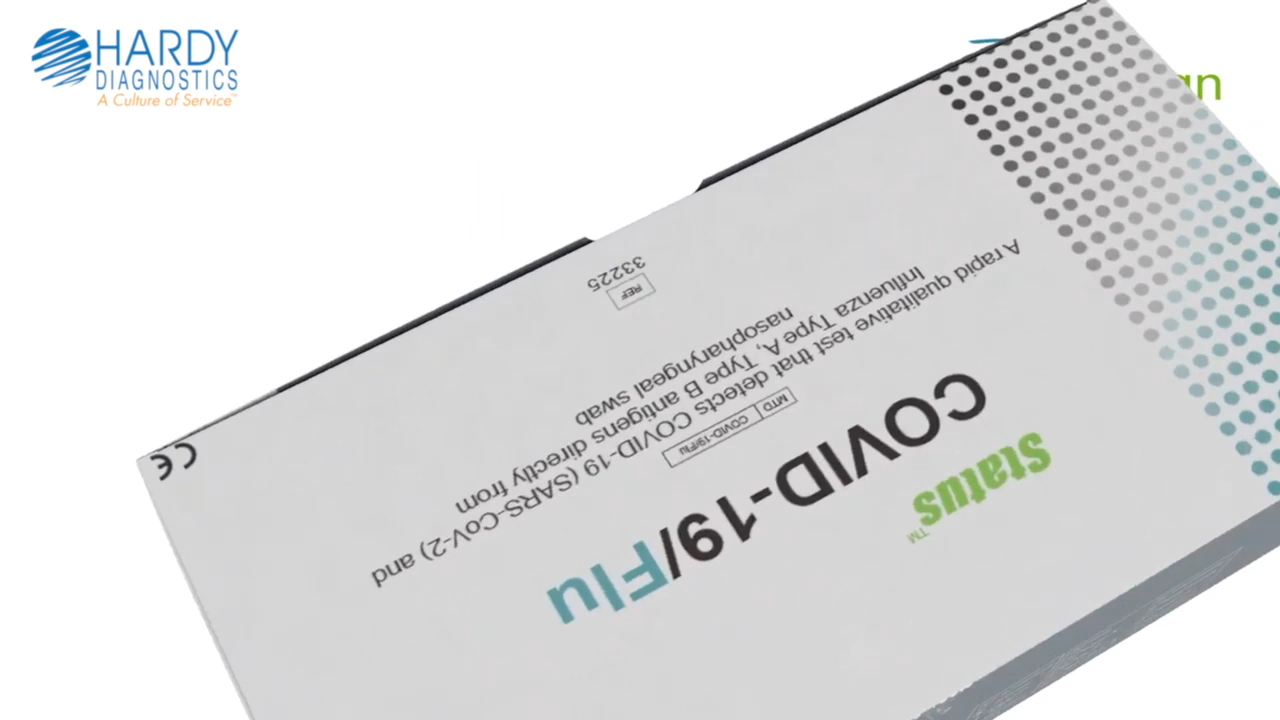 HARDY
DIAGNOSTICS
A Culture of Service™
Status™
COVID-19/Flu
MTD COVID-19/Flu
A rapid qualitative test that detects COVID-19 (SARS-CoV-2) and
Influenza Type A, Type B antigens directly from
nasopharyngeal swab
REF
33225
CE